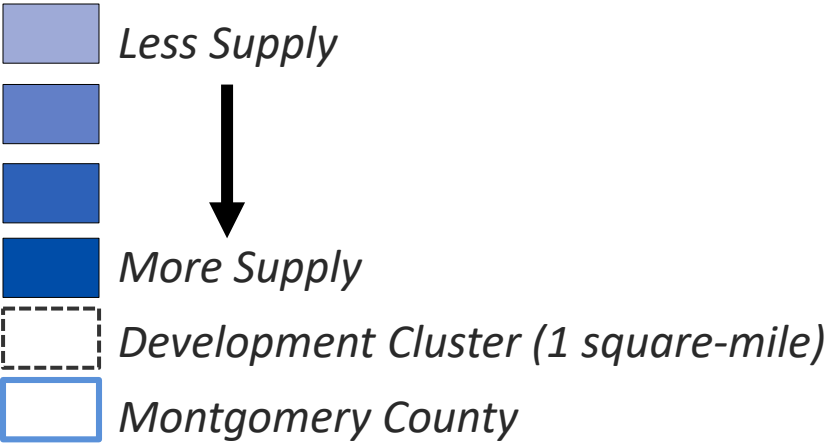 Less Supply
More Supply
Development Cluster (1 square-mile)
Montgomery County